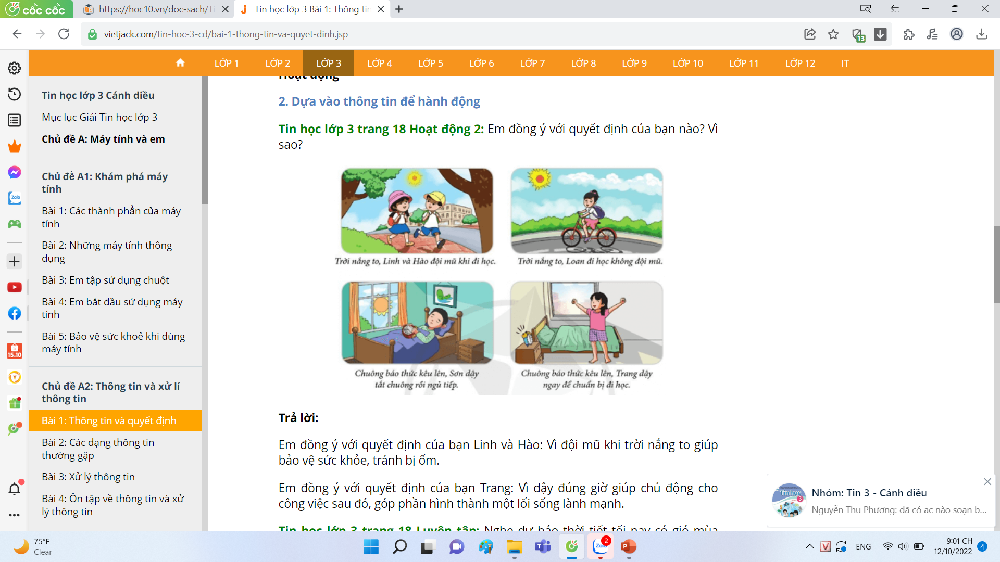 cốc cốc
https://hoc10.vn/doc-sach/Ti
Tin học lớp 3 Bài 1: Thông tin
vietjack.com/tin-hoc-3-cd/bai-1-thong-tin-va-quyet-dinh.jsp
13
LỚP 1 LỚP 2 LỚP 3 LỚP 4 LỚP 5 LỚP 6 LỚP 7 LỚP 8 LỚP 9 LỚP 10 LỚP 11 LỚP 12 IT
Tin học lớp 3 Cánh diều
Mục lục Giải Tin học lớp 3
Chủ đề A: Máy tính và em
Chủ đề A1: Khám phá máy
tính
Bài 1: Các thành phần của máy
tính
Bài 2: Những máy tính thông
dụng
Bài 3: Em tập sử dụng chuột
Bài 4: Em bắt đầu sử dụng máy
tính
Bài 5: Bảo vệ sức khoẻ khi dùng
máy tính
Chủ đề A2: Thông tin và xử lí
thông tin
Bài 1: Thông tin và quyết định
Bài 2: Các dạng thông tin
thường gặp
Bài 3: Xử lý thông tin
Bài 4: Ôn tập về thông tin và xử
lý thông tin
Zalo
15.10
Hoạt động
2. Dựa vào thông tin để hành động
Tin học lớp 3 trang 18 Hoạt động 2: Em đồng ý với quyết định của bạn nào? Vì
sao?
Trời nắng to, Linh và Hào đội mũ khi đi học.
Trời nắng to, Loan đi học không đội mũ.
Chuông báo thức kêu lên, Sơn dậy
tắt chuông rồi ngủ tiếp.
Chuông báo thức kêu lên, Trang dậy
ngay để chuẩn bị đi học.
Trả lời:
Em đồng ý với quyết định của bạn Linh và Hào: Vì đội mũ khi trời nắng to giúp
bảo vệ sức khỏe, tránh bị ốm.
Em đồng ý với quyết định của bạn Trang: Vì dậy đúng giờ giúp chủ động cho
công việc sau đó, góp phần hình thành một lối sống lành mạnh.
Tin học lớp 3 trang 18 Luyện tập: Nghe dự báo thời tiết tối nay có gió mùa
Tin học
3
Nhóm: Tin 3 - Cánh diều
Nguyễn Thu Phương: đã có ac nào soạn b...
75°F
Clear
Zalo
2
ENG
9:01 CH
12/10/2022
4